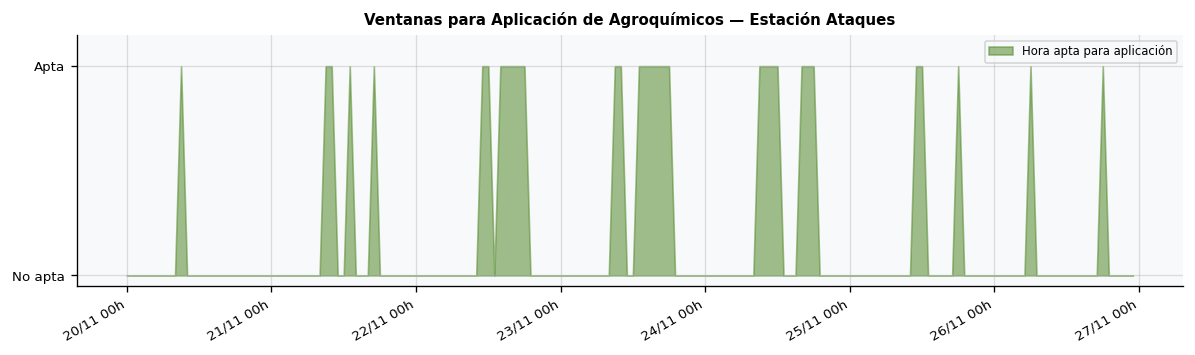 Ventanas para Aplicación de Agroquímicos — Estación Ataques
Hora apta para aplicación
Apta
No apta
20/11 00h
21/11 00h
22/11 00h
23/11 00h
24/11 00h
25/11 00h
26/11 00h
27/11 00h